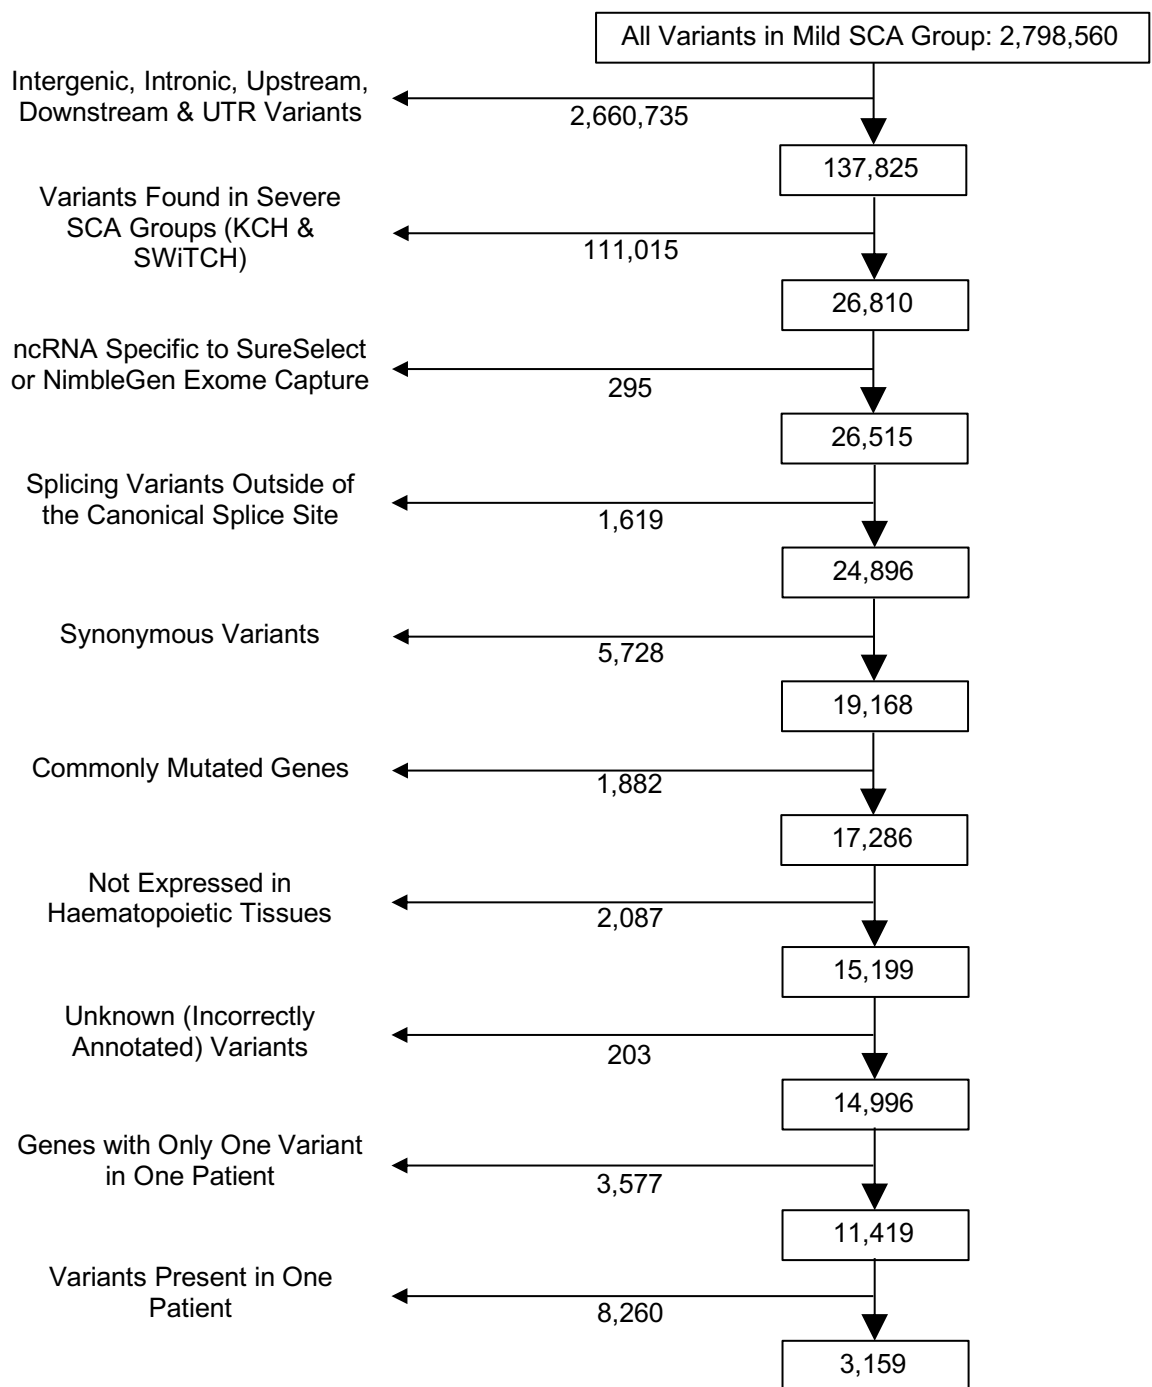 All Variants in Mild SCA Group: 2,798,560
Intergenic, Intronic, Upstream,
Downstream & UTR Variants
2,660,735
137,825
Variants Found in Severe
SCA Groups (KCH &
SWiTCH)
111,015
26,810
ncRNA Specific to SureSelect
or NimbleGen Exome Capture
295
26,515
Splicing Variants Outside of
the Canonical Splice Site
1,619
24,896
Synonymous Variants
5,728
19,168
Commonly Mutated Genes
1,882
17,286
Not Expressed in
Haematopoietic Tissues
2,087
15,199
Unknown (Incorrectly
Annotated) Variants
203
14,996
Genes with Only One Variant
in One Patient
3,577
11,419
Variants Present in One
Patient
8,260
3,159